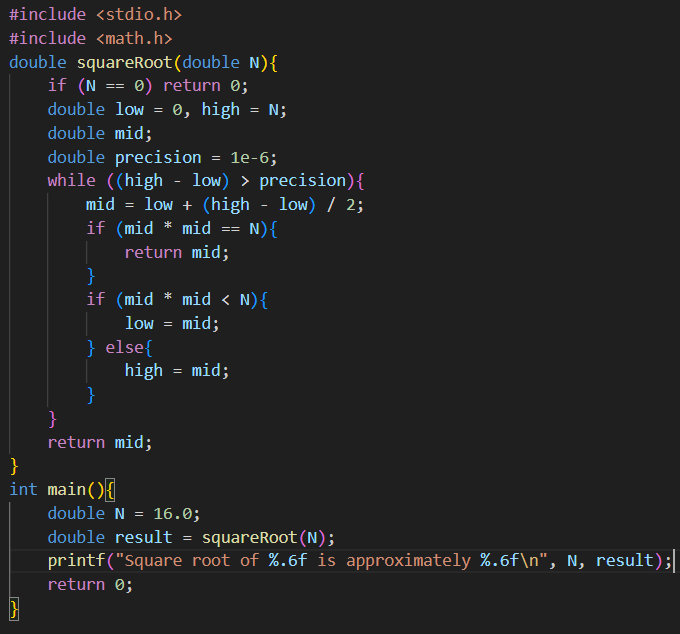 #include <stdio.h>
#include <math.h>
double squareRoot(double N){
    if (N == 0) return 0;
    double low = 0, high = N;
    double mid;
    double precision = 1e-6;
    while ((high - low) > precision){
        mid = low + (high - low) / 2;
        if (mid * mid == N){
            return mid;
        }
        if (mid * mid < N){
            low = mid;
        } else{
            high = mid;
        }
    }
    return mid;
}
int main(){
    double N = 16.0;
    double result = squareRoot(N);
    printf("Square root of %.6f is approximately %.6f\n", N, result);
    return 0;
}